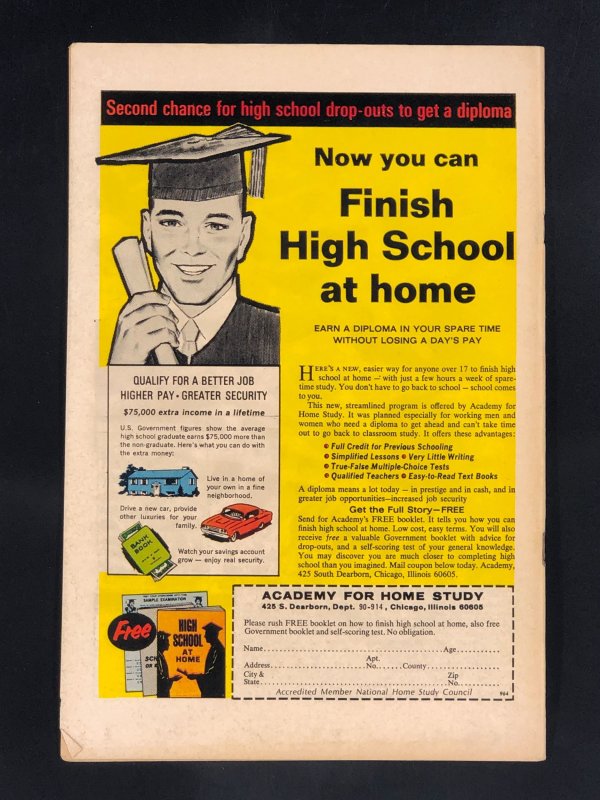 Second chance for high school drop-outs to get a diploma
Now you can
Finish
High School
at home
EARN A DIPLOMA IN YOUR SPARE TIME
WITHOUT LOSING A DAY'S PAY
HERE'S A NEW, easier way for anyone over 17 to finish high
school at home — with just a few hours a week of spare-
time study. You don't have to go back to school — school comes
to you.
This new, streamlined program is offered by Academy for
Home Study. It was planned especially for working men and
women who need a diploma to get ahead and can't take time
out to go back to classroom study. It offers these advantages:
• Full Credit for Previous Schooling
• Simplified Lessons • Very Little Writing
• True-False Multiple-Choice Tests
• Qualified Teachers • Easy-to-Read Text Books
A diploma means a lot today — in prestige and in cash, and in
greater job opportunities—increased job security
Get the Full Story—FREE
Send for Academy's FREE booklet. It tells you how you can
finish high school at home. Low cost, easy terms. You will also
receive free a valuable Government booklet with advice for
drop-outs, and a self-scoring test of your general knowledge.
You may discover you are much closer to completing high
school than you imagined. Mail coupon below today. Academy,
425 South Dearborn, Chicago, Illinois 60605.
QUALIFY FOR A BETTER JOB
HIGHER PAY • GREATER SECURITY
$75,000 extra income in a lifetime
U.S. Government figures show the average
high school graduate earns $75,000 more than
the non-graduate. Here's what you can do with
the extra money:
Live in a home of
your own in a fine
neighborhood.
Drive a new car, provide
other luxuries for your
family.
BANK
BOOK
Watch your savings account
grow — enjoy real security.
SAMPLE EXAMINATION
Free
SCH
OR
HIGH
SCHOOL
AT
HOME
ACADEMY FOR HOME STUDY
425 S. Dearborn, Dept. 90-914, Chicago, Illinois 60605
Please rush FREE booklet on how to finish high school at home, also free
Government booklet and self-scoring test. No obligation.
Name.................................................Age............
Apt.
Address.........................No.......County.................
City & Zip
State.................................................No............
Accredited Member National Home Study Council 964